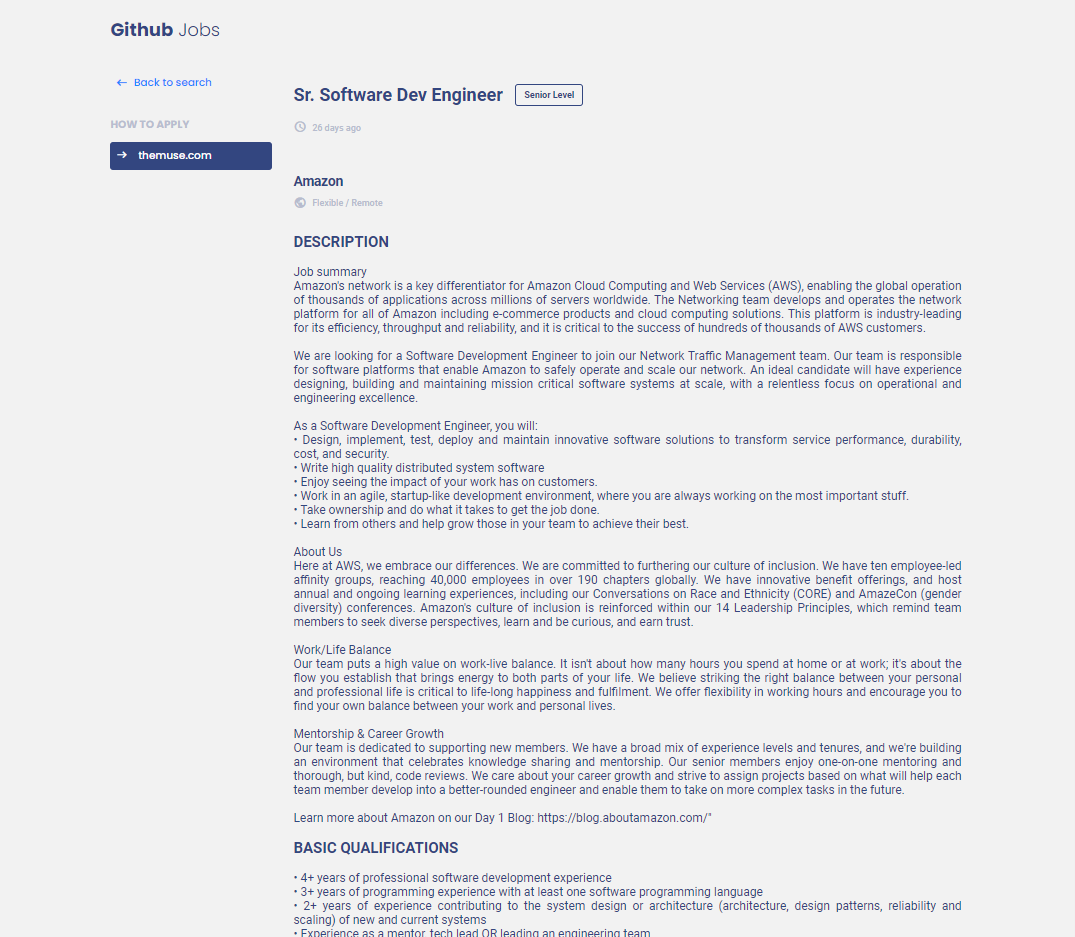 Github Jobs
Back to search
HOW TO APPLY
themuse.com
Sr. Software Dev Engineer
Senior Level
26 days ago
Amazon
Flexible / Remote
DESCRIPTION
Job summary
Amazon's network is a key differentiator for Amazon Cloud Computing and Web Services (AWS), enabling the global operation
of thousands of applications across millions of servers worldwide. The Networking team develops and operates the network
platform for all of Amazon including e-commerce products and cloud computing solutions. This platform is industry-leading
for its efficiency, throughput and reliability, and it is critical to the success of hundreds of thousands of AWS customers.
We are looking for a Software Development Engineer to join our Network Traffic Management team. Our team is responsible
for software platforms that enable Amazon to safely operate and scale our network. An ideal candidate will have experience
designing, building and maintaining mission critical software systems at scale, with a relentless focus on operational and
engineering excellence.
As a Software Development Engineer, you will:
• Design, implement, test, deploy and maintain innovative software solutions to transform service performance, durability,
cost, and security.
• Write high quality distributed system software
• Enjoy seeing the impact of your work has on customers.
• Work in an agile, startup-like development environment, where you are always working on the most important stuff.
• Take ownership and do what it takes to get the job done.
• Learn from others and help grow those in your team to achieve their best.
About Us
Here at AWS, we embrace our differences. We are committed to furthering our culture of inclusion. We have ten employee-led
affinity groups, reaching 40,000 employees in over 190 chapters globally. We have innovative benefit offerings, and host
annual and ongoing learning experiences, including our Conversations on Race and Ethnicity (CORE) and AmazeCon (gender
diversity) conferences. Amazon's culture of inclusion is reinforced within our 14 Leadership Principles, which remind team
members to seek diverse perspectives, learn and be curious, and earn trust.
Work/Life Balance
Our team puts a high value on work-live balance. It isn't about how many hours you spend at home or at work; it's about the
flow you establish that brings energy to both parts of your life. We believe striking the right balance between your personal
and professional life is critical to life-long happiness and fulfilment. We offer flexibility in working hours and encourage you to
find your own balance between your work and personal lives.
Mentorship & Career Growth
Our team is dedicated to supporting new members. We have a broad mix of experience levels and tenures, and we're building
an environment that celebrates knowledge sharing and mentorship. Our senior members enjoy one-on-one mentoring and
thorough, but kind, code reviews. We care about your career growth and strive to assign projects based on what will help each
team member develop into a better-rounded engineer and enable them to take on more complex tasks in the future.
Learn more about Amazon on our Day 1 Blog: https://blog.aboutamazon.com/"
BASIC QUALIFICATIONS
• 4+ years of professional software development experience
• 3+ years of programming experience with at least one software programming language
• 2+ years of experience contributing to the system design or architecture (architecture, design patterns, reliability and
scaling) of new and current systems
• Experience as a mentor, tech lead OR leading an engineering team